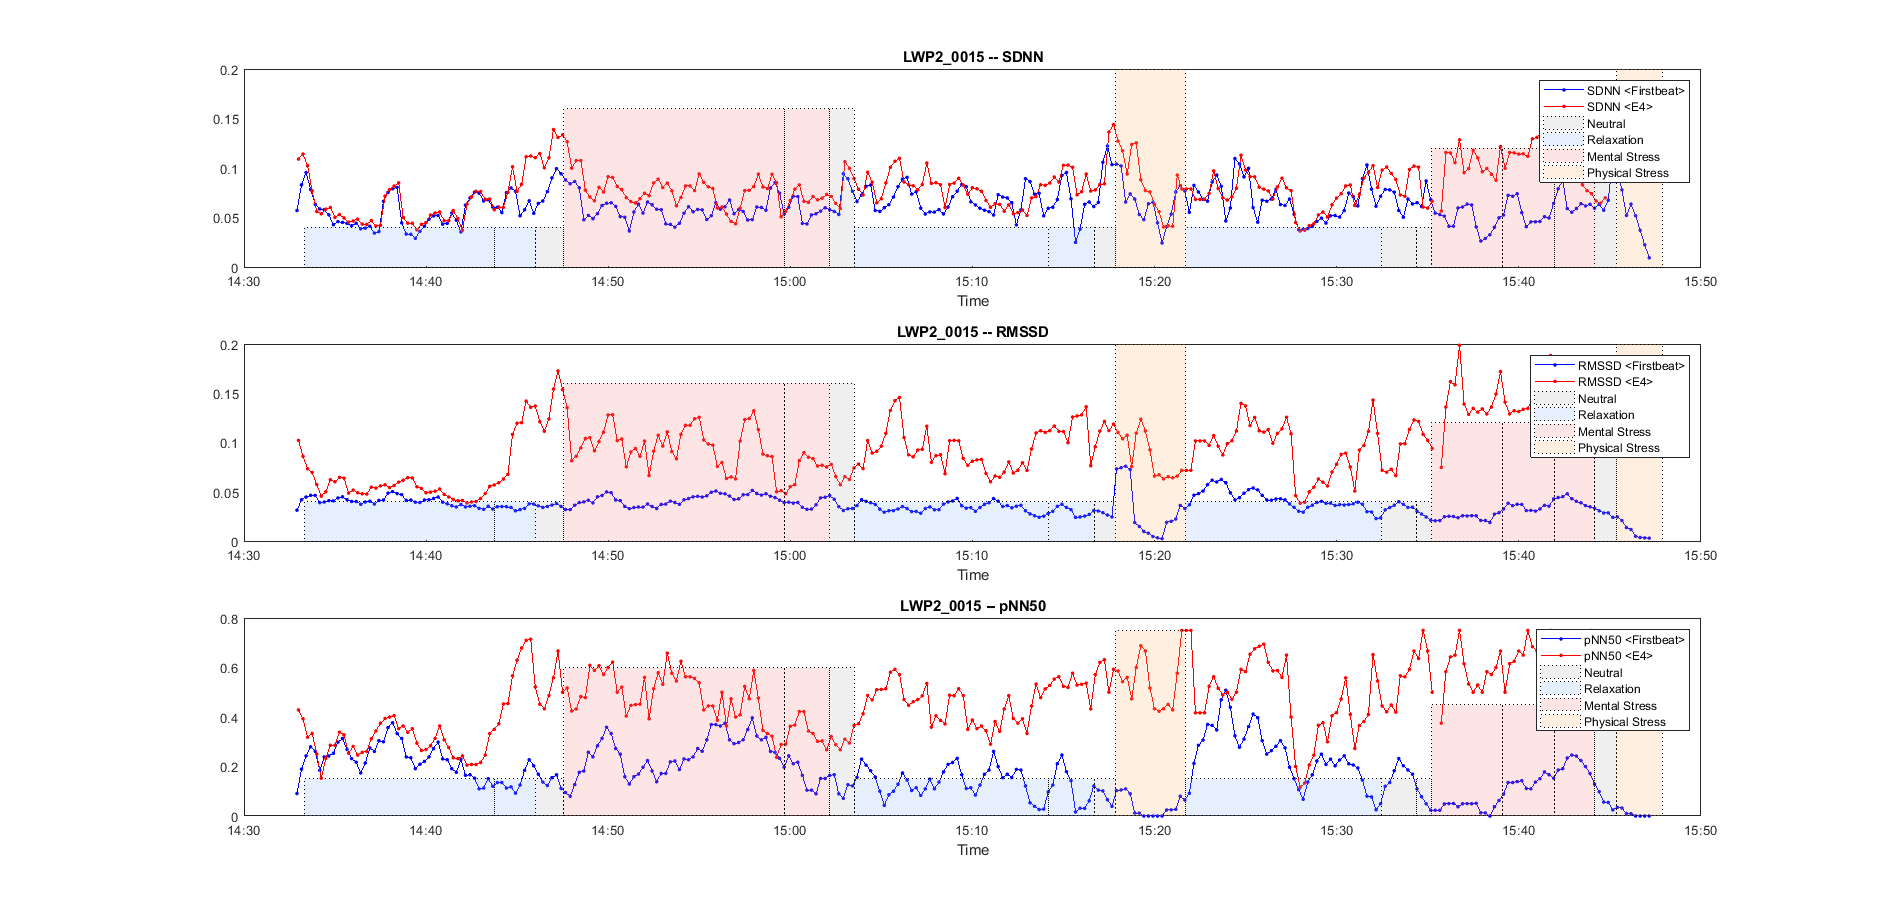 LWP2_0015 -- SDNN
0.2
0.15
0.1
0.05
0
SDNN <Firstbeat>
SDNN <E4>
Neutral
Relaxation
Mental Stress
Physical Stress
14:30 14:40 14:50 15:00 15:10 15:20 15:30 15:40 15:50
Time
LWP2_0015 -- RMSSD
0.2
0.15
0.1
0.05
0
RMSSD <Firstbeat>
RMSSD <E4>
Neutral
Relaxation
Mental Stress
Physical Stress
14:30 14:40 14:50 15:00 15:10 15:20 15:30 15:40 15:50
Time
LWP2_0015 – pNN50
0.8
0.6
0.4
0.2
0
pNN50 <Firstbeat>
pNN50 <E4>
Neutral
Relaxation
Mental Stress
Physical Stress
14:30 14:40 14:50 15:00 15:10 15:20 15:30 15:40 15:50
Time